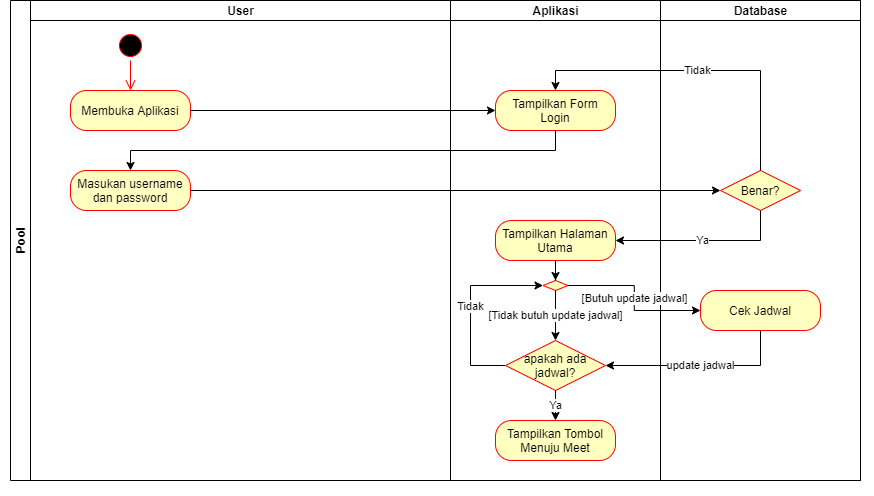 User
Aplikasi
Database
Pool
Tidak
Membuka Aplikasi
Tampilkan Form
Login
Masukan username
dan password
Benar?
Tampilkan Halaman
Utama
Ya
Tidak
[Butuh update jadwal]
[Tidak butuh update jadwal]
Cek Jadwal
apakah ada
jadwal?
update jadwal
Ya
Tampilkan Tombol
Menuju Meet